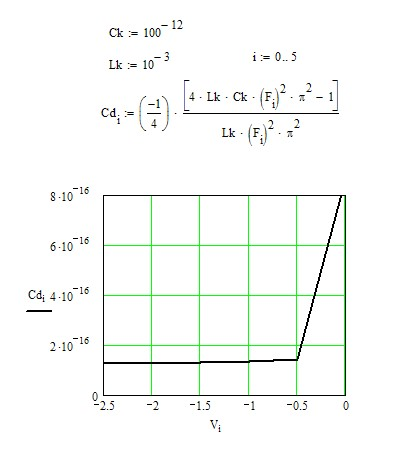 Ck := 100^-12
Lk := 10^-3 i := 0.. 5
Cd_i := (-1/4) · [4 · Lk · Ck · (F_i)^2 · π^2 − 1] / Lk · (F_i)^2 · π^2
8·10^-16
6·10^-16
Cd_i 4·10^-16
2·10^-16
0
−2.5 −2 −1.5 −1 −0.5 0
V_i